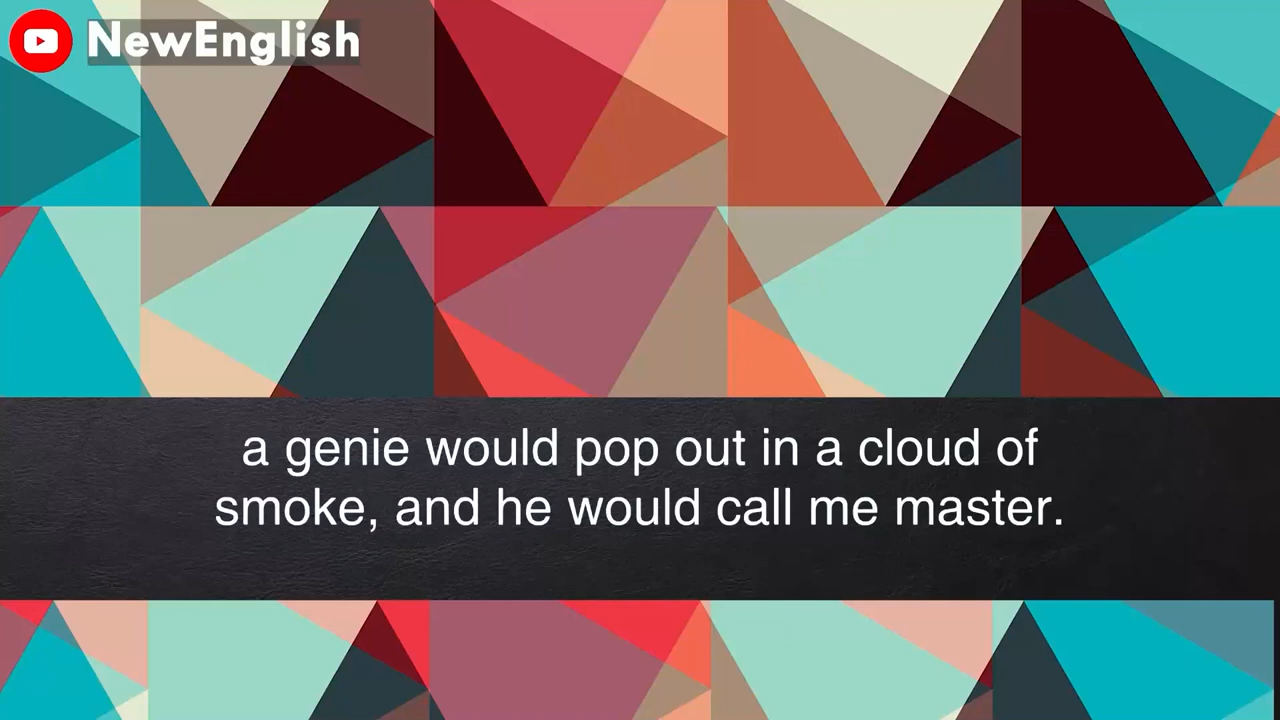 NewEnglish
a genie would pop out in a cloud of
smoke, and he would call me master.